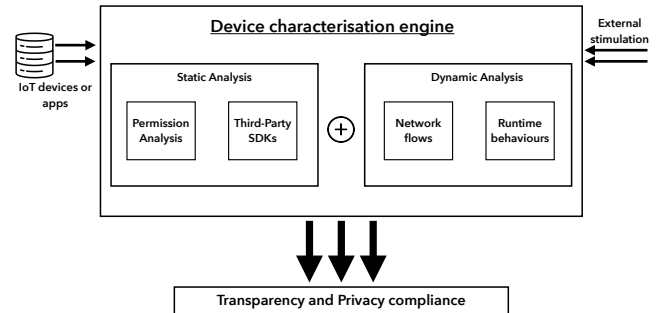 Device characterisation engine
External
stimulation
IoT devices or
apps
Static Analysis
Permission
Analysis
Third-Party
SDKs
Dynamic Analysis
Network
flows
Runtime
behaviours
Transparency and Privacy compliance